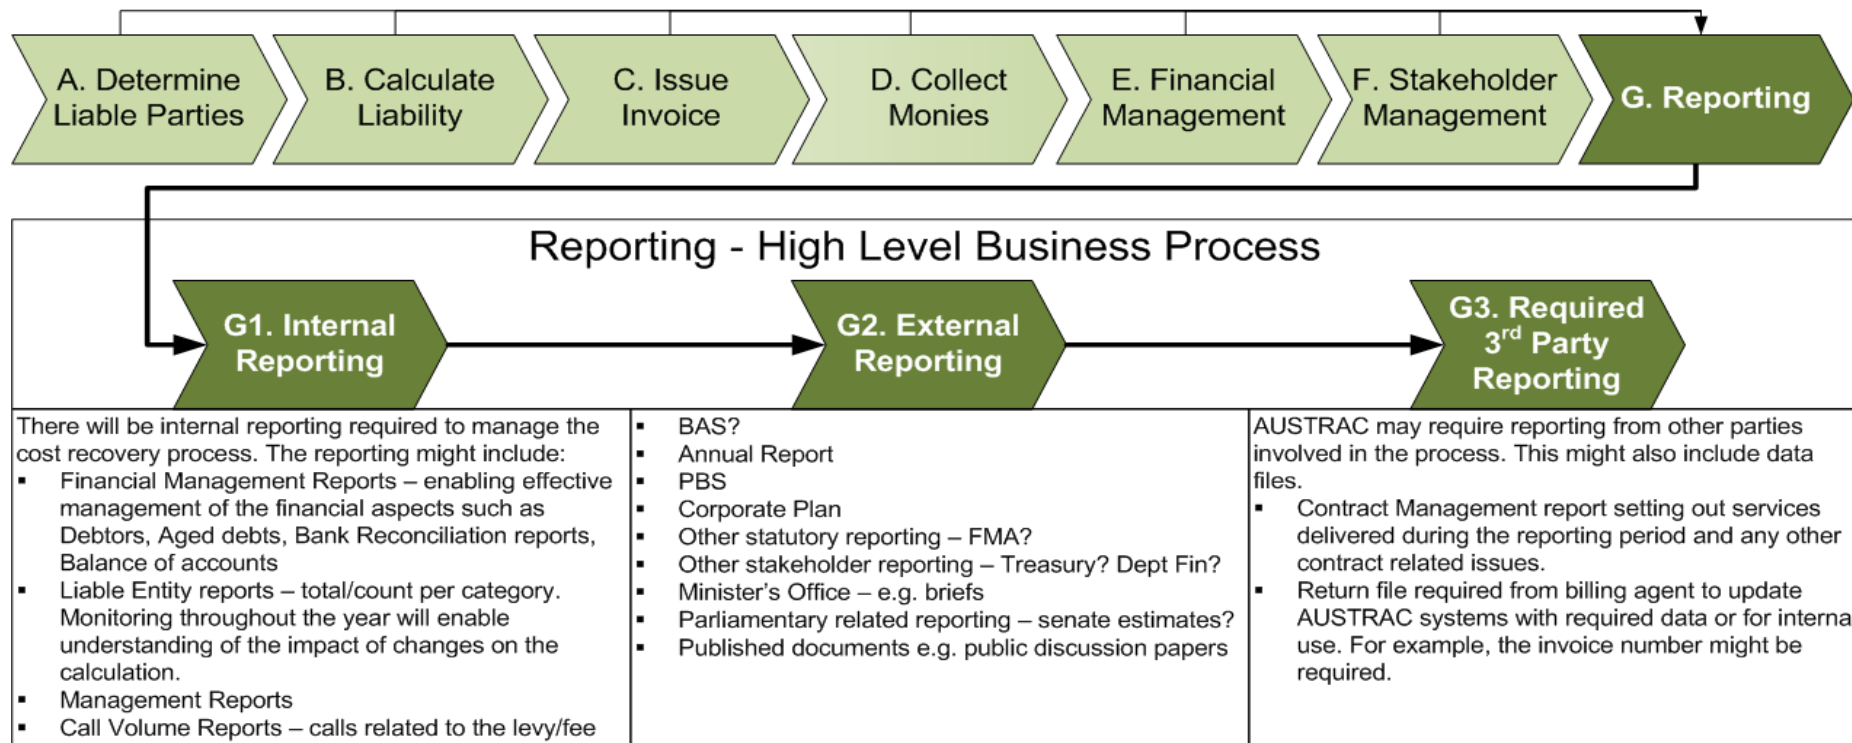 A. Determine
Liable Parties
B. Calculate
Liability
C. Issue
Invoice
D. Collect
Monies
E. Financial
Management
F. Stakeholder
Management
G. Reporting
Reporting - High Level Business Process
G1. Internal
Reporting
G2. External
Reporting
G3. Required
3rd Party
Reporting
There will be internal reporting required to manage the
cost recovery process. The reporting might include:
▪ Financial Management Reports – enabling effective
management of the financial aspects such as
Debtors, Aged debts, Bank Reconciliation reports,
Balance of accounts
▪ Liable Entity reports – total/count per category.
Monitoring throughout the year will enable
understanding of the impact of changes on the
calculation.
▪ Management Reports
▪ Call Volume Reports – calls related to the levy/fee
▪ BAS?
▪ Annual Report
▪ PBS
▪ Corporate Plan
▪ Other statutory reporting – FMA?
▪ Other stakeholder reporting – Treasury? Dept Fin?
▪ Minister's Office – e.g. briefs
▪ Parliamentary related reporting – senate estimates?
▪ Published documents e.g. public discussion papers
AUSTRAC may require reporting from other parties
involved in the process. This might also include data
files.
▪ Contract Management report setting out services
delivered during the reporting period and any other
contract related issues.
▪ Return file required from billing agent to update
AUSTRAC systems with required data or for interna
use. For example, the invoice number might be
required.